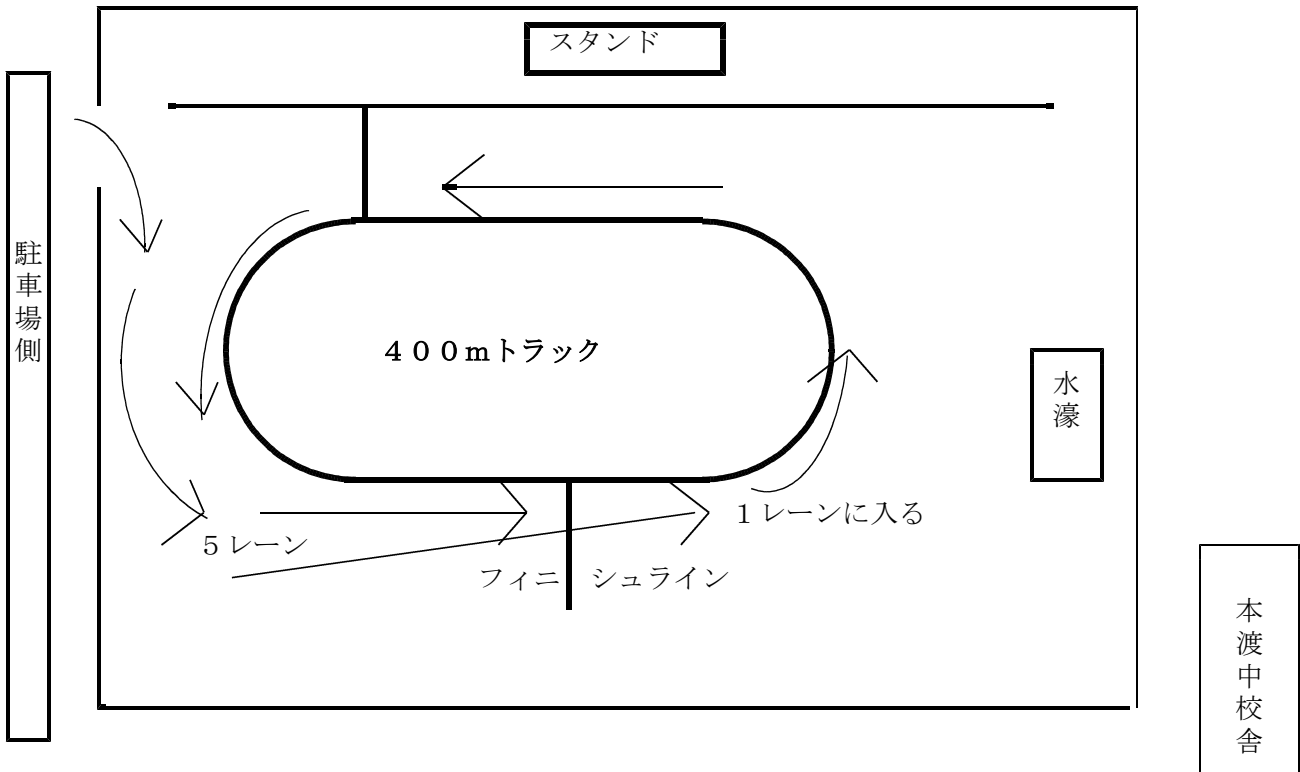 スタンド
駐車場側
４００ｍトラック
水濠
１レーンに入る
５レーン
フィニシュライン
本渡中校舎